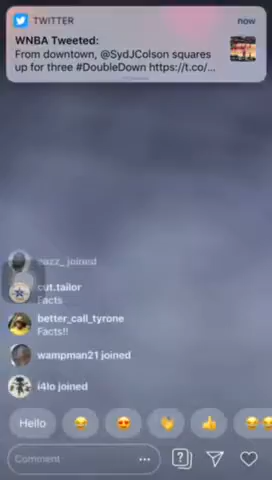 TWITTER
now
WNBA Tweeted:
From downtown, @SydJColson squares
up for three #DoubleDown https://t.co/...
joined
cut.tailor
Facts
better_call_tyrone
Facts!!
wampman21 joined
i4lo joined
Hello
Comment